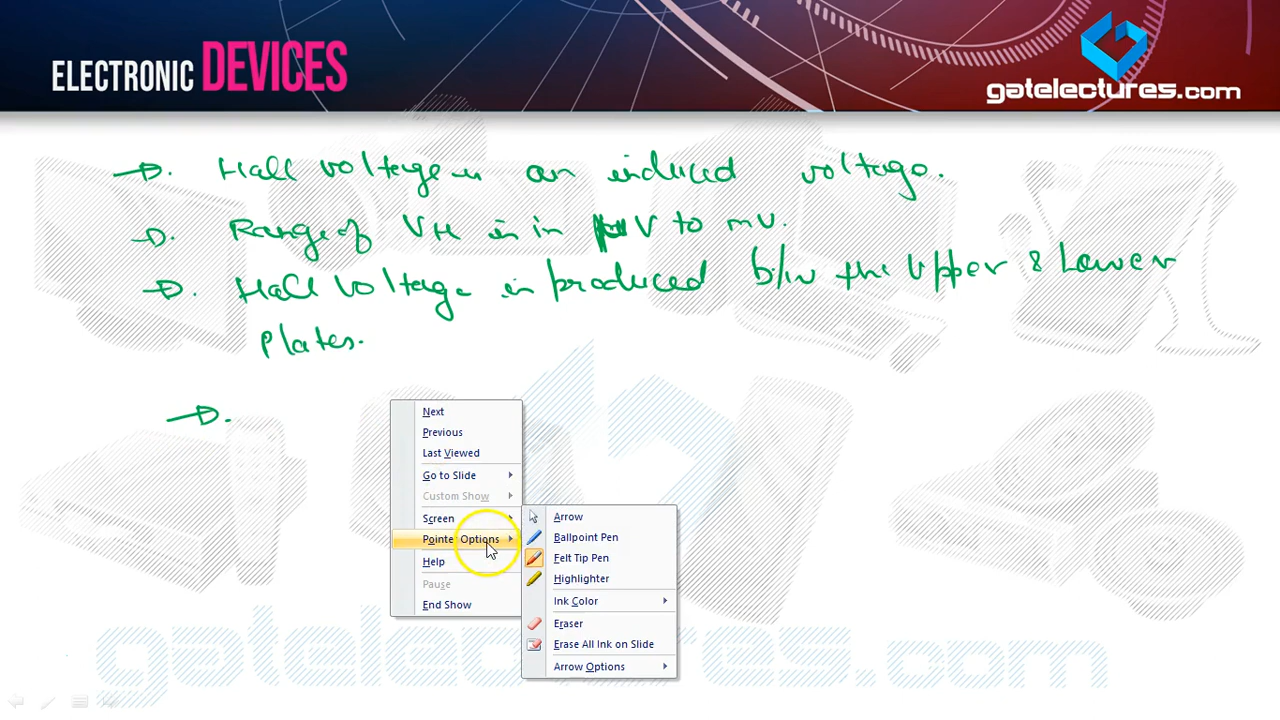 ELECTRONIC DEVICES
gatelectures.com
Hall voltage is an induced voltage.
Range of VH is in μV to mV.
Hall voltage is produced b/w the Upper & Lower
plates.
Next
Previous
Last Viewed
Go to Slide
Custom Show
Screen
Pointer Options
Help
Pause
End Show
Arrow
Ballpoint Pen
Felt Tip Pen
Highlighter
Ink Color
Eraser
Erase All Ink on Slide
Arrow Options
gatelectures.com